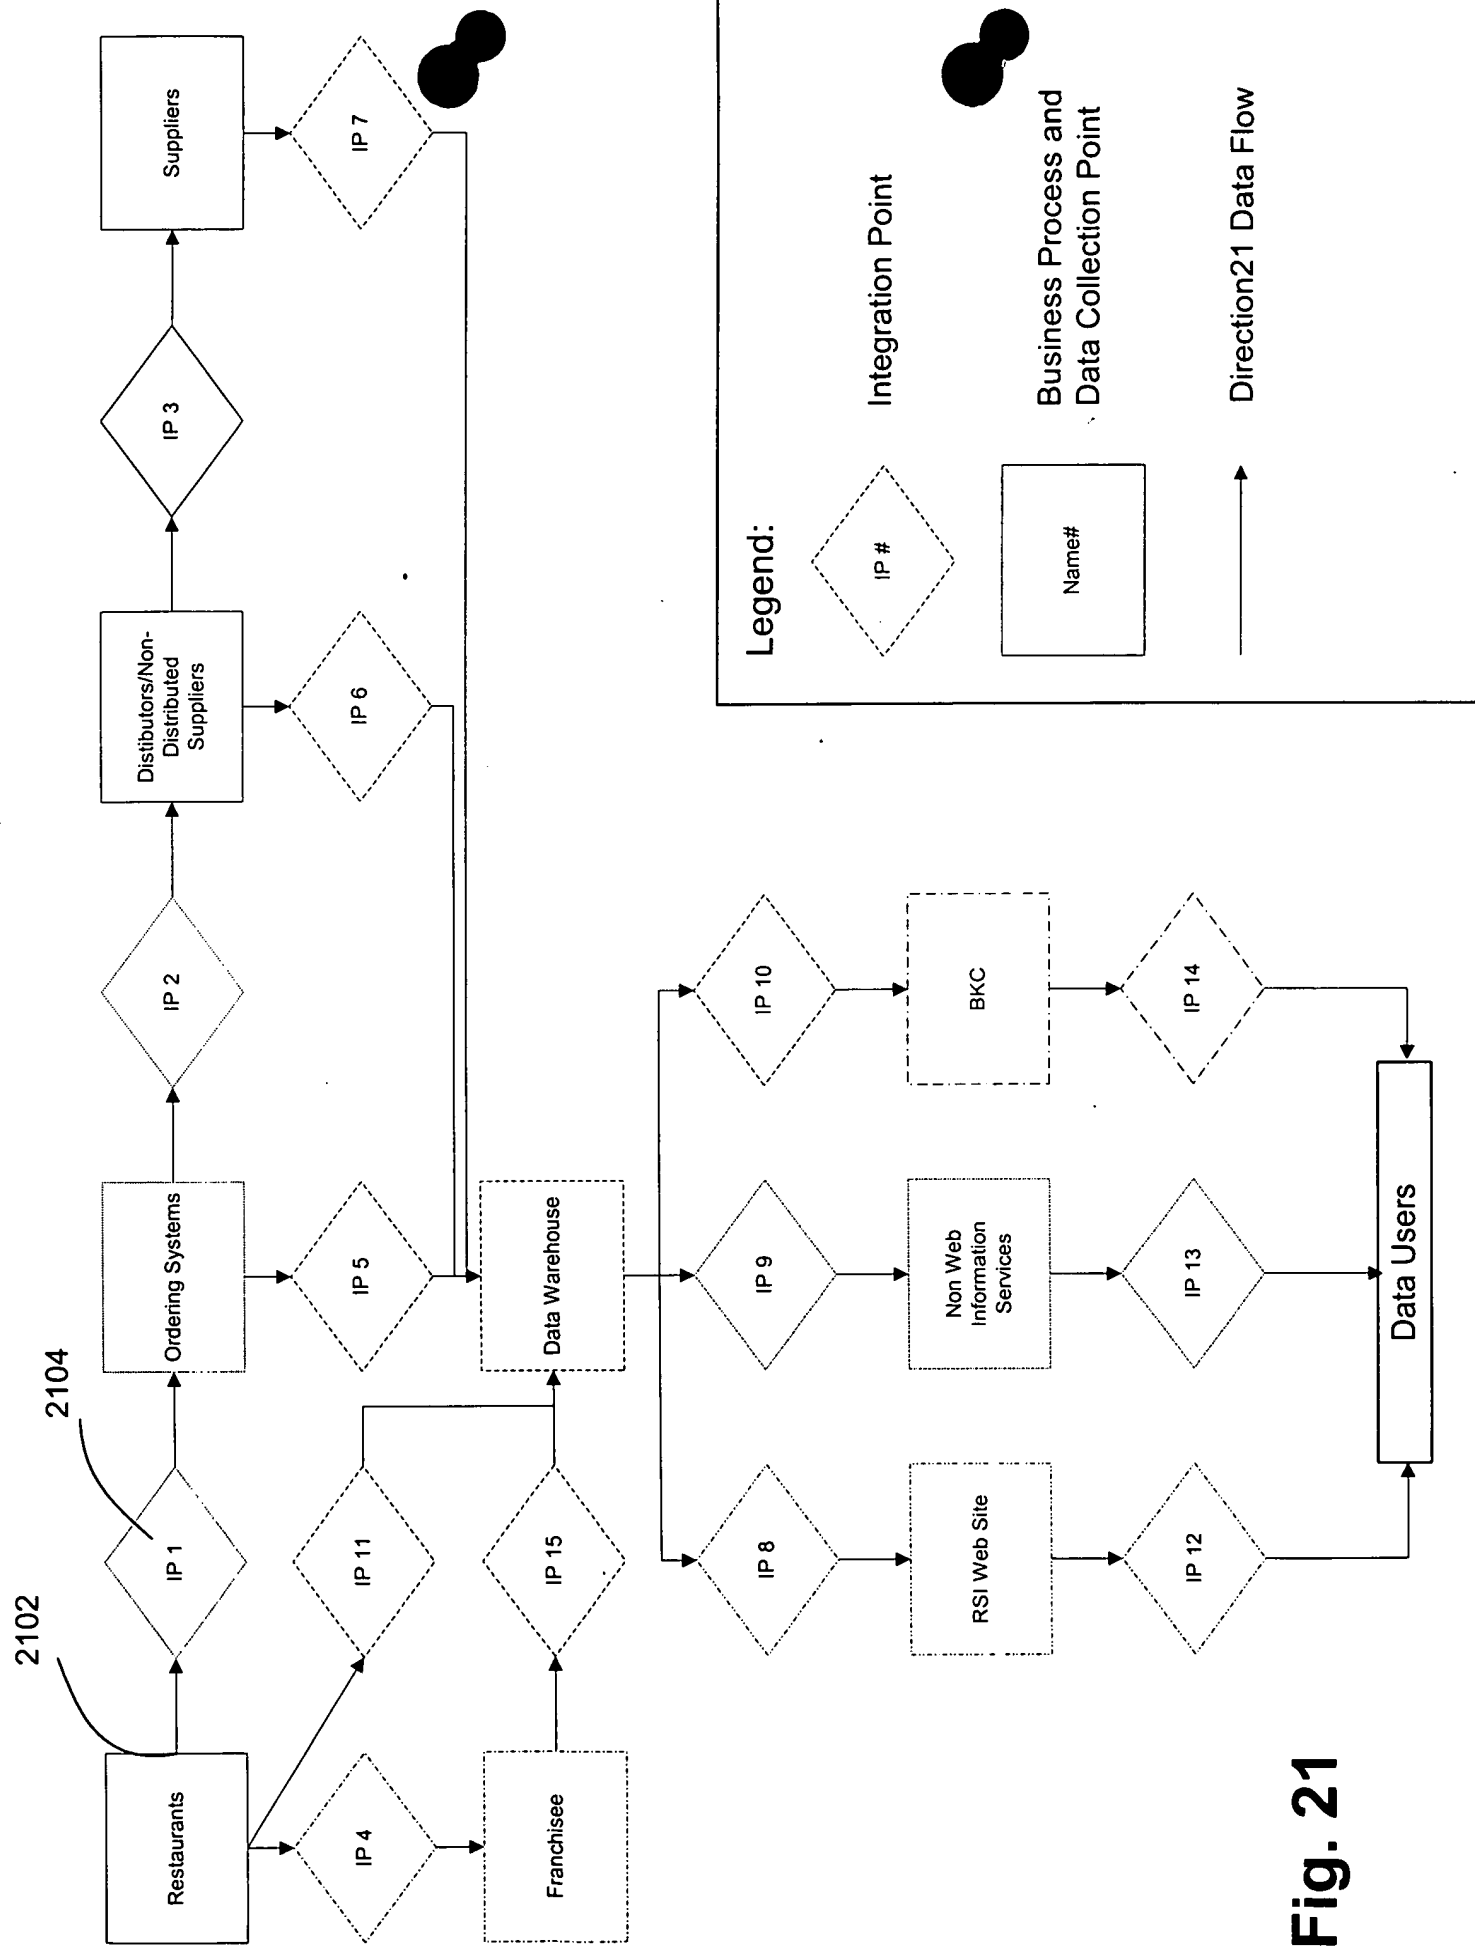 2102
2104
Restaurants
IP 1
Ordering Systems
IP 2
Distibutors/Non-
Distributed
Suppliers
IP 3
Suppliers
IP 4
IP 11
IP 5
IP 6
IP 7
Franchisee
IP 15
Data Warehouse
IP 8
IP 9
IP 10
RSI Web Site
Non Web
Information
Services
BKC
IP 12
IP 13
IP 14
Data Users
Legend:
IP #
Integration Point
Name#
Business Process and
Data Collection Point
Direction21 Data Flow
Fig. 21